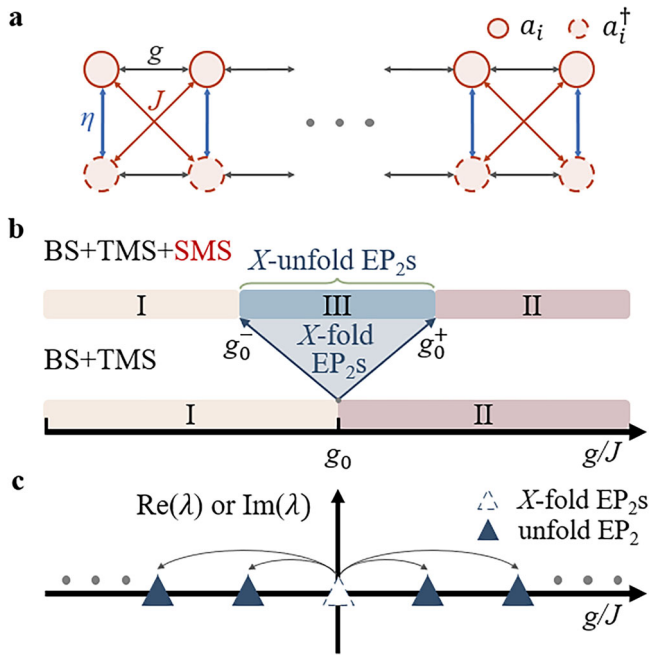 a
a_i a_i^†
g
J
η
b
BS+TMS+SMS
X-unfold EP₂s
I III II
g₀⁻ X-fold EP₂s g₀⁺
BS+TMS
I II
g₀ g/J
c
Re(λ) or Im(λ)
X-fold EP₂s
unfold EP₂
g/J